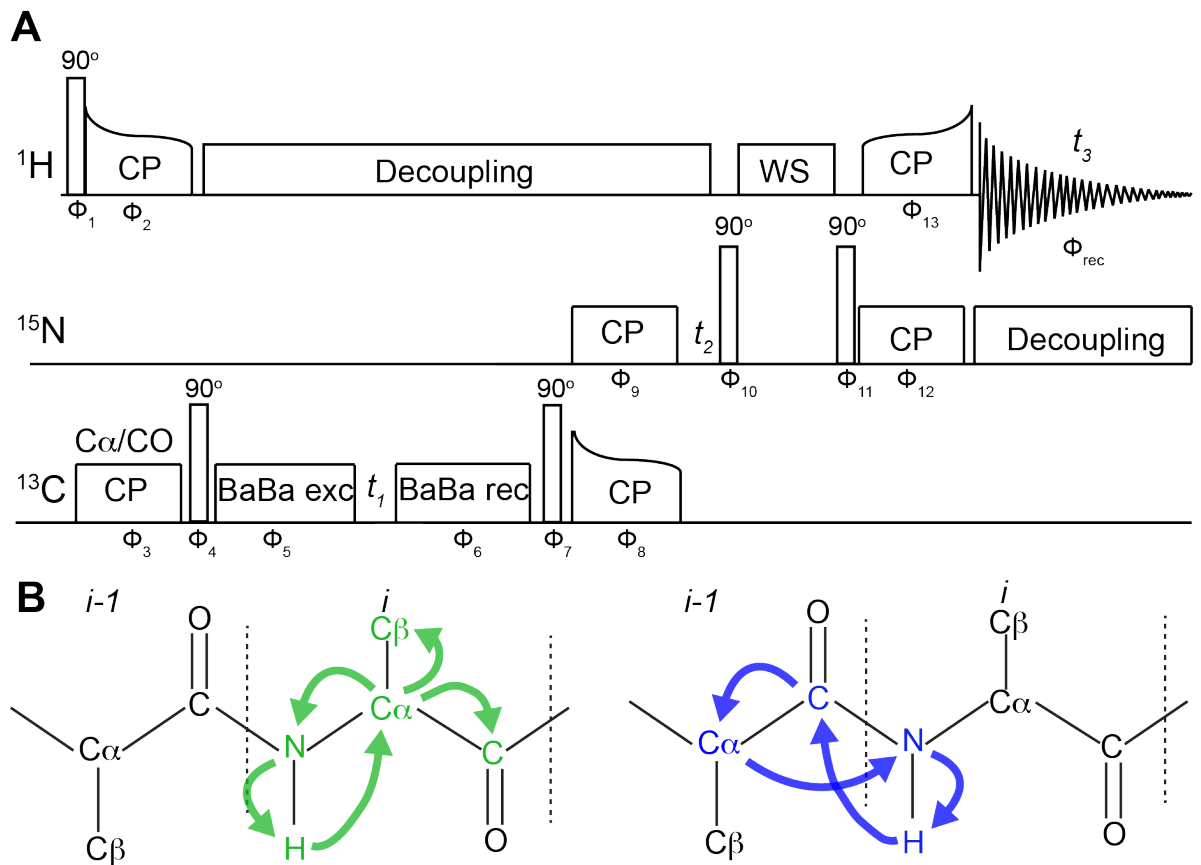 A
90°
¹H
CP
Decoupling
WS
CP
t₃
Φ₁
Φ₂
Φ₁₃
Φrec
90°
90°
¹⁵N
CP
t₂
CP
Decoupling
Φ₉
Φ₁₀
Φ₁₁
Φ₁₂
90°
90°
Cα/CO
¹³C
CP
BaBa exc
t₁
BaBa rec
CP
Φ₃
Φ₄
Φ₅
Φ₆
Φ₇
Φ₈
B
i-1
i
O
Cβ
C
Cα
Cα
N
C
Cβ
H
O
i-1
i
O
Cβ
C
Cα
Cα
N
C
Cβ
H
O